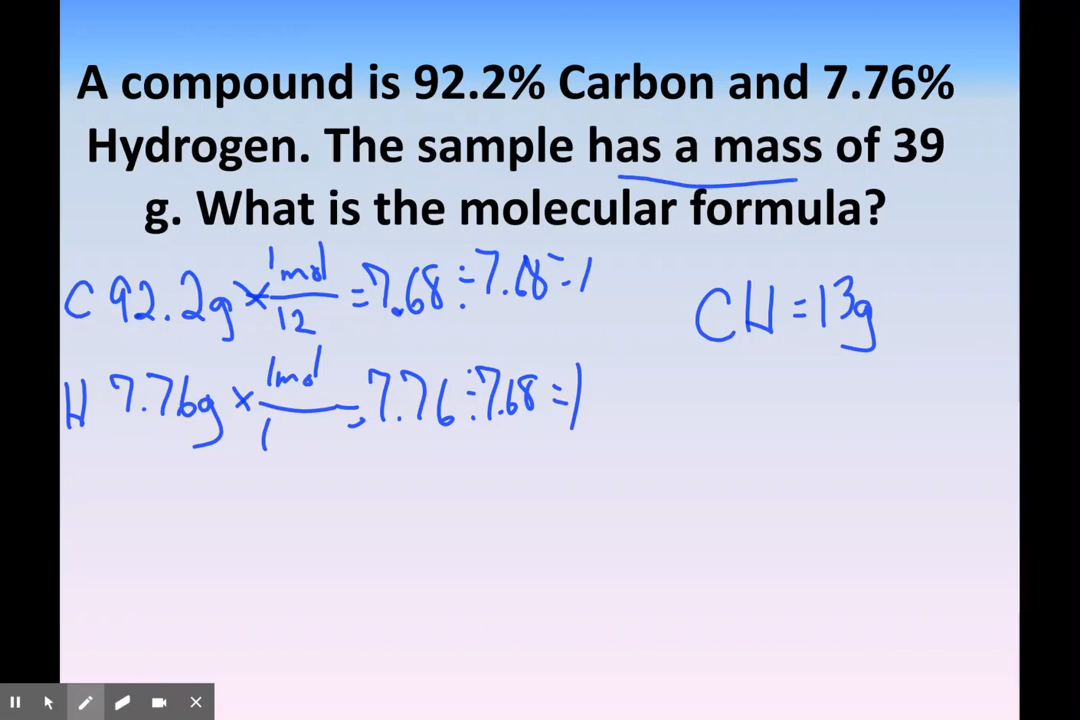 A compound is 92.2% Carbon and 7.76%
Hydrogen. The sample has a mass of 39
g. What is the molecular formula?
C 92.2g × 1mol / 12 = 7.68 ÷ 7.68 = 1
CH = 13g
H 7.76g × 1mol / 1 = 7.76 ÷ 7.68 = 1